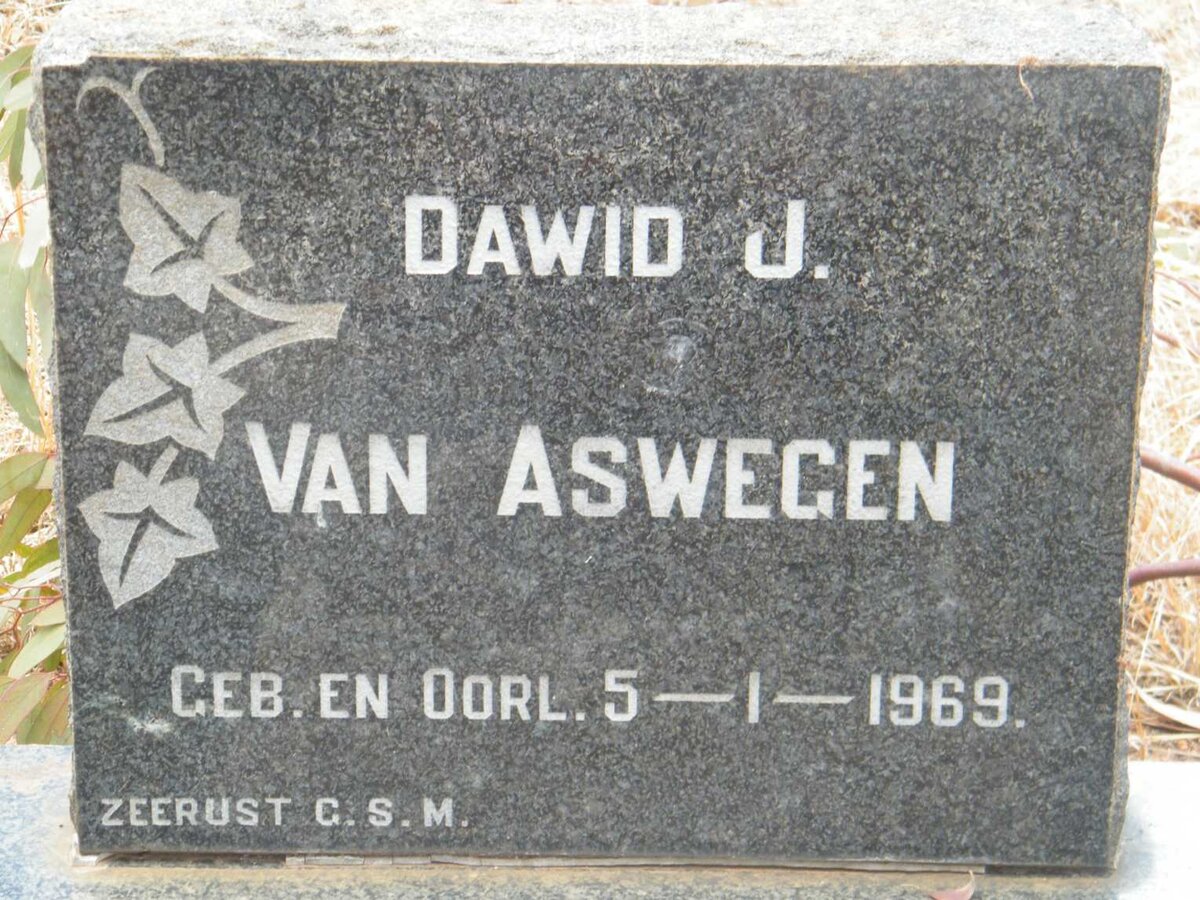 DAWID J.
VAN ASWEGEN
GEB. EN OORL. 5 — 1 — 1969.
ZEERUST G. S. M.